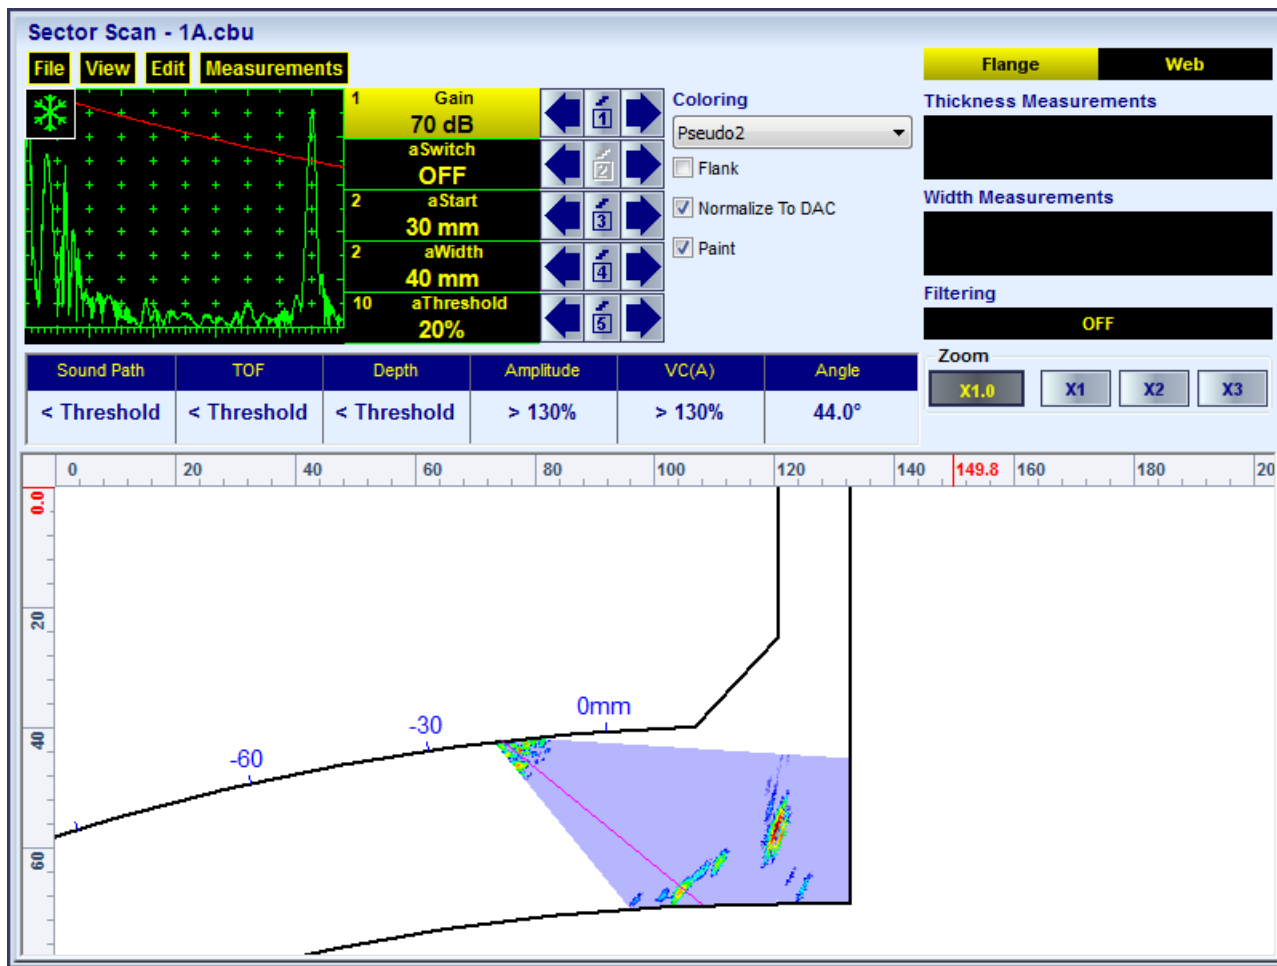 Sector Scan - 1A.cbu
File View Edit Measurements
Flange Web
1 Gain
70 dB
1
aSwitch
OFF
2
2 aStart
30 mm
3
2 aWidth
40 mm
4
10 aThreshold
20%
5
Coloring
Pseudo2
Flank
Normalize To DAC
Paint
Thickness Measurements
Width Measurements
Filtering
OFF
Zoom
X1.0 X1 X2 X3
Sound Path TOF Depth Amplitude VC(A) Angle
< Threshold < Threshold < Threshold > 130% > 130% 44.0°
0 20 40 60 80 100 120 140 149.8 160 180 20
0.0
20
40
60
0mm
-30
-60